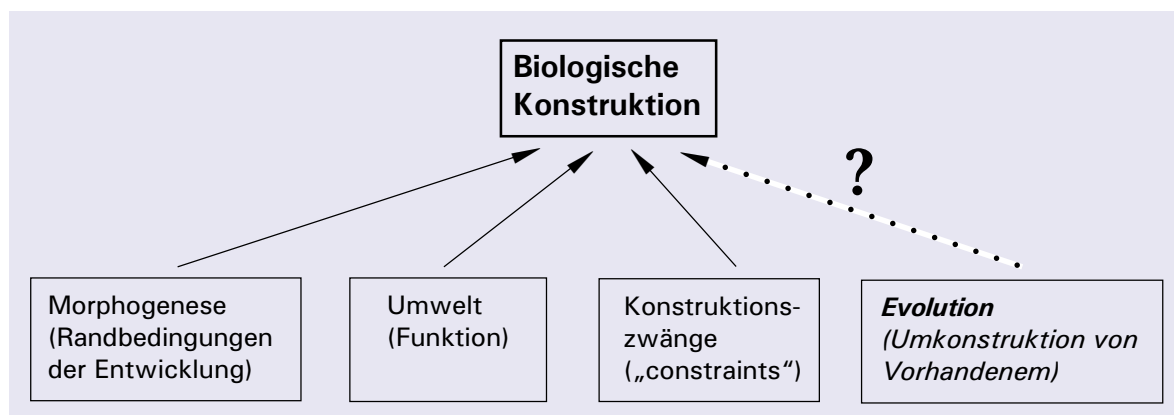 Biologische
Konstruktion
?
Morphogenese
(Randbedingungen
der Entwicklung)
Umwelt
(Funktion)
Konstruktions-
zwänge
(„constraints“)
Evolution
(Umkonstruktion von
Vorhandenem)